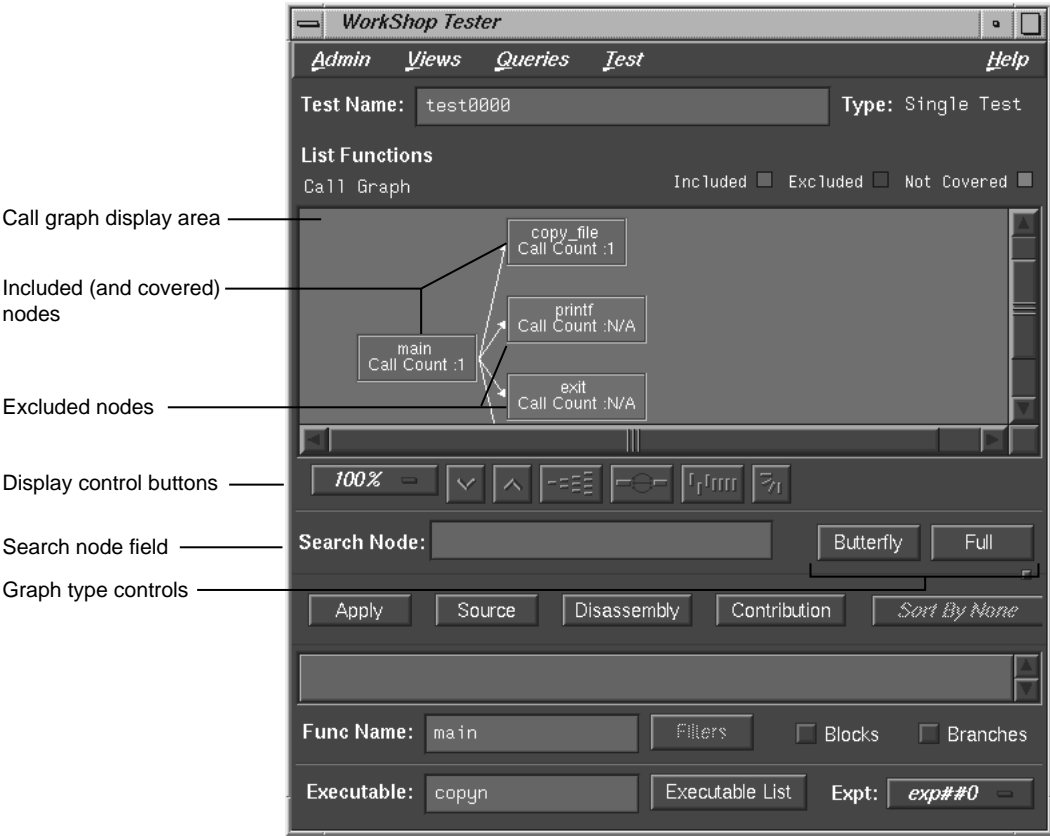 WorkShop Tester
Admin Views Queries Test Help
Test Name: test0000 Type: Single Test
List Functions
Call Graph Included Excluded Not Covered
Call graph display area
copy_file
Call Count :1
Included (and covered)
nodes
printf
Call Count :N/A
main
Call Count :1
Excluded nodes
exit
Call Count :N/A
Display control buttons
100%
Search node field
Search Node: Butterfly Full
Graph type controls
Apply Source Disassembly Contribution Sort By None
Func Name: main Filters Blocks Branches
Executable: copyn Executable List Expt: exp##0